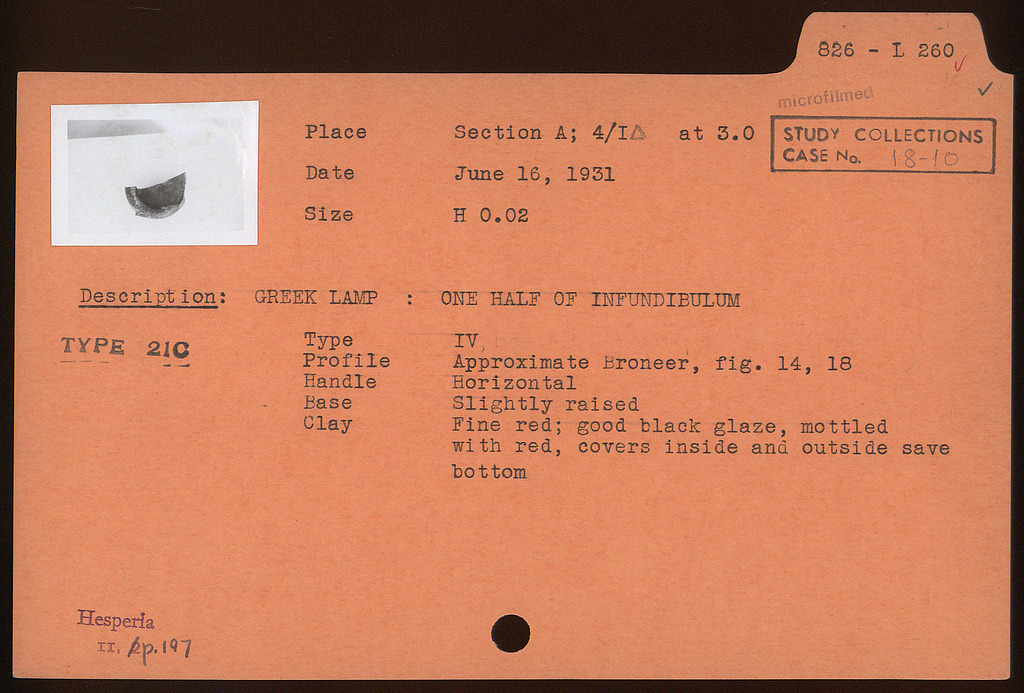 826 - L 260
microfilmed
STUDY COLLECTIONS
CASE No. 18-10
Place Section A; 4/IΔ at 3.0
Date June 16, 1931
Size H 0.02
Description: GREEK LAMP : ONE HALF OF INFUNDIBULUM
TYPE 21C
Type IV
Profile Approximate Broneer, fig. 14, 18
Handle Horizontal
Base Slightly raised
Clay Fine red; good black glaze, mottled
with red, covers inside and outside save
bottom
Hesperia
II, p.197